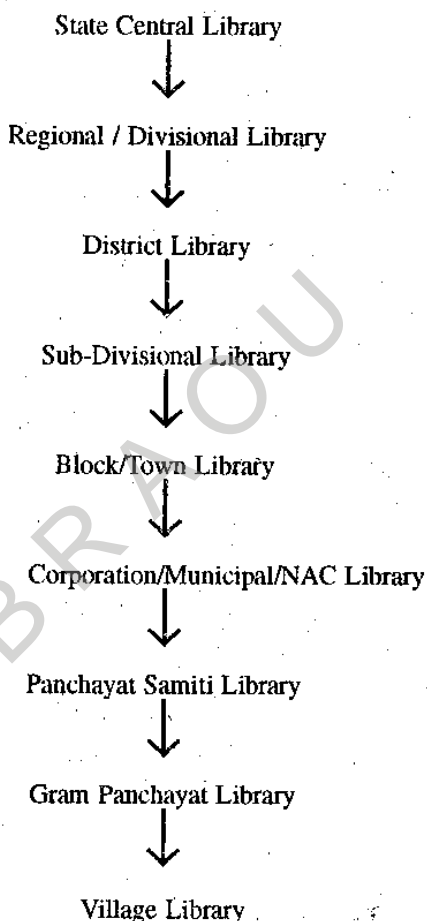 State Central Library
Regional / Divisional Library
District Library
Sub-Divisional Library
Block/Town Library
Corporation/Municipal/NAC Library
Panchayat Samiti Library
Gram Panchayat Library
Village Library
BRAOU